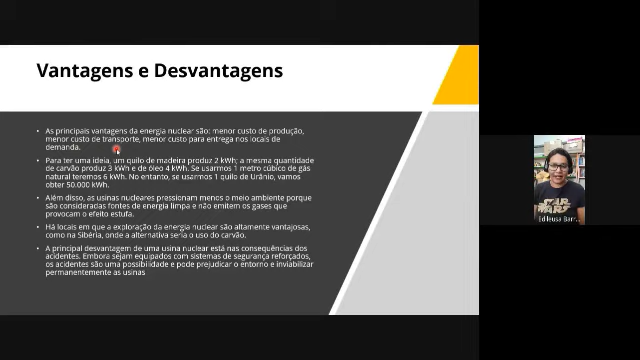 Vantagens e Desvantagens
• As principais vantagens da energia nuclear são: menor custo de produção,
menor custo de transporte, menor custo para entrega nos locais de
demanda.
• Para ter uma ideia, um quilo de madeira produz 2 kWh; a mesma quantidade
de carvão produz 3 kWh e de óleo 4 kWh. Se usarmos 1 metro cúbico de gás
natural teremos 6 kWh. No entanto, se usarmos 1 quilo de Urânio, vamos
obter 50.000 kWh.
• Além disso, as usinas nucleares pressionam menos o meio ambiente porque
são consideradas fontes de energia limpa e não emitem os gases que
provocam o efeito estufa.
• Há locais em que a exploração da energia nuclear são altamente vantajosas,
como na Sibéria, onde a alternativa seria o uso do carvão.
• A principal desvantagem de uma usina nuclear está nas consequências dos
acidentes. Embora sejam equipados com sistemas de segurança reforçados,
os acidentes são uma possibilidade e pode prejudicar o entorno e inviabilizar
permanentemente as usinas
STAR
WARS
Edileusa Barr...